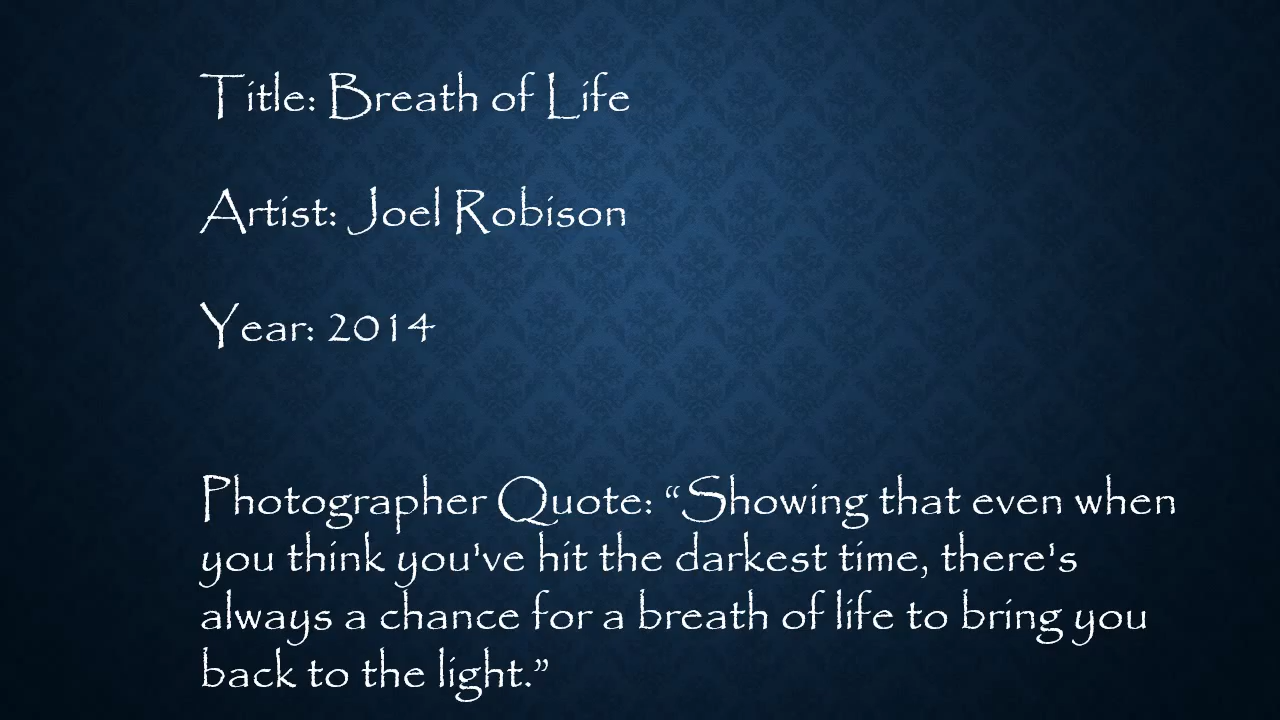 Title: Breath of Life
Artist: Joel Robison
Year: 2014
Photographer Quote: “Showing that even when
you think you've hit the darkest time, there's
always a chance for a breath of life to bring you
back to the light.”